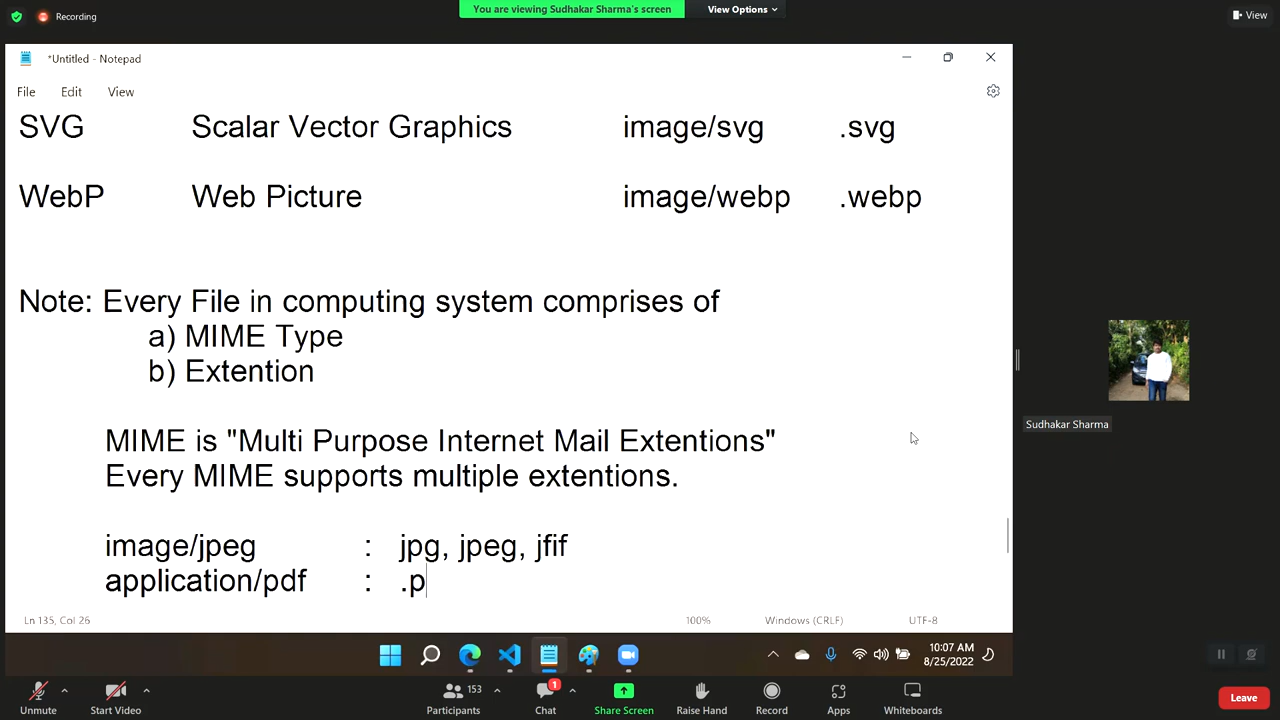 Recording
You are viewing Sudhakar Sharma's screen
View Options
View
*Untitled - Notepad
File Edit View
SVG Scalar Vector Graphics image/svg .svg
WebP Web Picture image/webp .webp
Note: Every File in computing system comprises of
a) MIME Type
b) Extention
MIME is "Multi Purpose Internet Mail Extentions"
Every MIME supports multiple extentions.
image/jpeg : jpg, jpeg, jfif
application/pdf : .p
Sudhakar Sharma
Ln 135, Col 26 100% Windows (CRLF) UTF-8
10:07 AM
8/25/2022
Unmute Start Video Participants 153 Chat 1 Share Screen Raise Hand Record Apps Whiteboards Leave